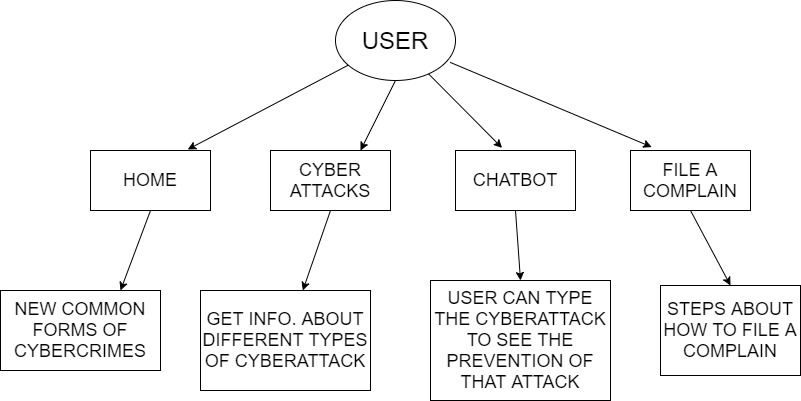 USER
HOME
CYBER
ATTACKS
CHATBOT
FILE A
COMPLAIN
NEW COMMON
FORMS OF
CYBERCRIMES
GET INFO. ABOUT
DIFFERENT TYPES
OF CYBERATTACK
USER CAN TYPE
THE CYBERATTACK
TO SEE THE
PREVENTION OF
THAT ATTACK
STEPS ABOUT
HOW TO FILE A
COMPLAIN